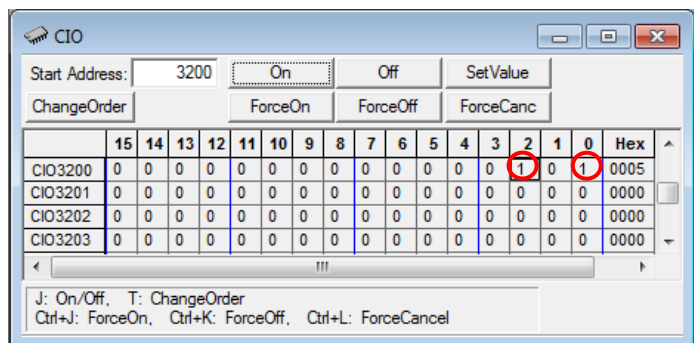 CIO
Start Address: 3200 On Off SetValue
ChangeOrder ForceOn ForceOff ForceCanc
15 14 13 12 11 10 9 8 7 6 5 4 3 2 1 0 Hex
CIO3200 0 0 0 0 0 0 0 0 0 0 0 0 0 1 0 1 0005
CIO3201 0 0 0 0 0 0 0 0 0 0 0 0 0 0 0 0 0000
CIO3202 0 0 0 0 0 0 0 0 0 0 0 0 0 0 0 0 0000
CIO3203 0 0 0 0 0 0 0 0 0 0 0 0 0 0 0 0 0000
J: On/Off, T: ChangeOrder
Ctrl+J: ForceOn, Ctrl+K: ForceOff, Ctrl+L: ForceCancel